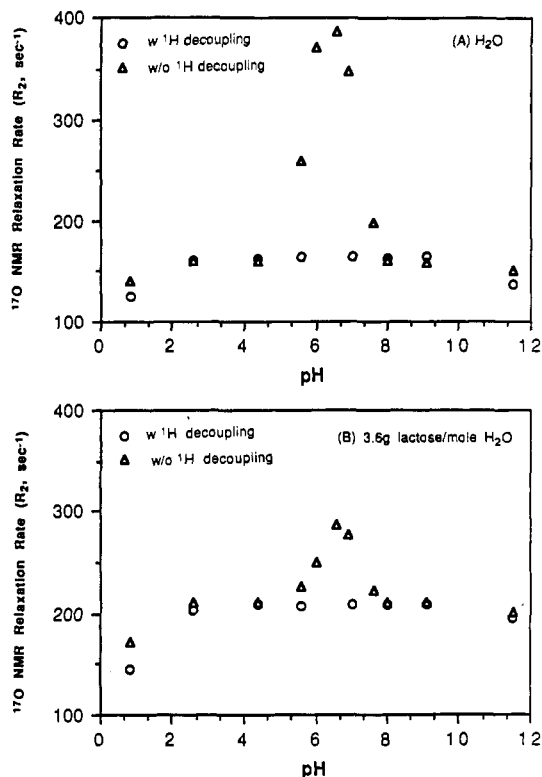 400
300
200
100
¹⁷O NMR Relaxation Rate (R₂, sec⁻¹)
w ¹H decoupling
w/o ¹H decoupling
(A) H₂O
0 2 4 6 8 10 12
pH
400
300
200
100
¹⁷O NMR Relaxation Rate (R₂, sec⁻¹)
w ¹H decoupling
w/o ¹H decoupling
(B) 3.6g lactose/mole H₂O
0 2 4 6 8 10 12
pH